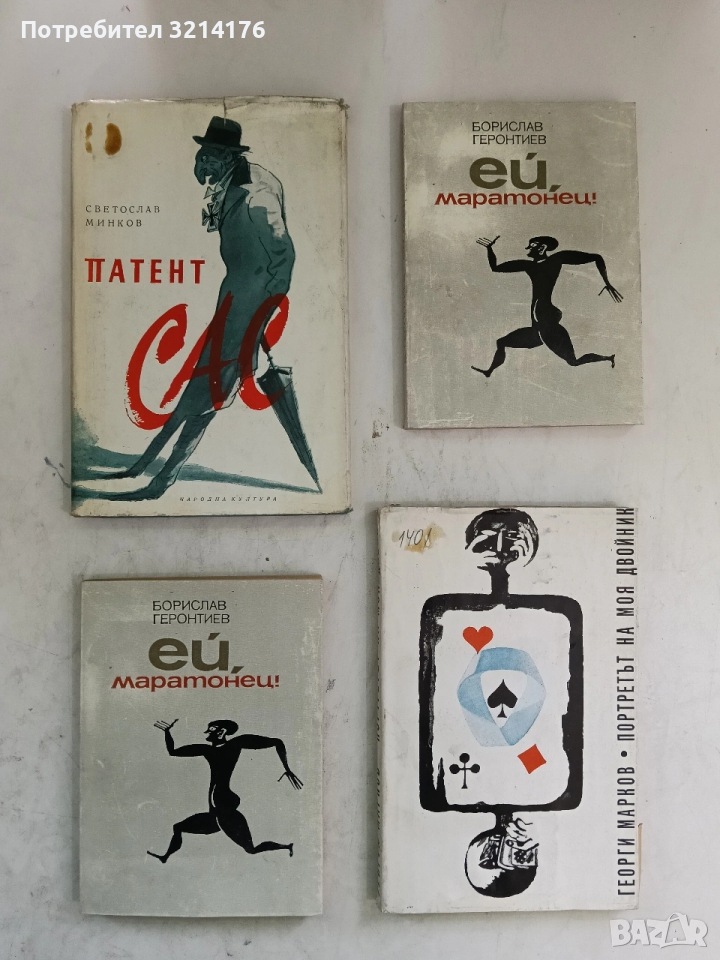 Потребител 3214176
СВЕТОСЛАВ
МИНКОВ
ПАТЕНТ
САС
НАРОДНА КУЛТУРА
БОРИСЛАВ
ГЕРОНТИЕВ
ей,
маратонец!
БОРИСЛАВ
ГЕРОНТИЕВ
ей,
маратонец!
1408
ГЕОРГИ МАРКОВ • ПОРТРЕТЪТ НА МОЯ ДВОЙНИК
BAZAR